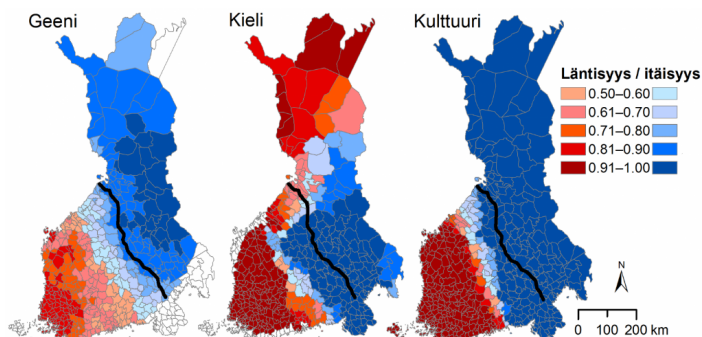 Geeni
Kieli
Kulttuuri
Läntisyys / itäisyys
0.50–0.60
0.61–0.70
0.71–0.80
0.81–0.90
0.91–1.00
N
0 100 200 km